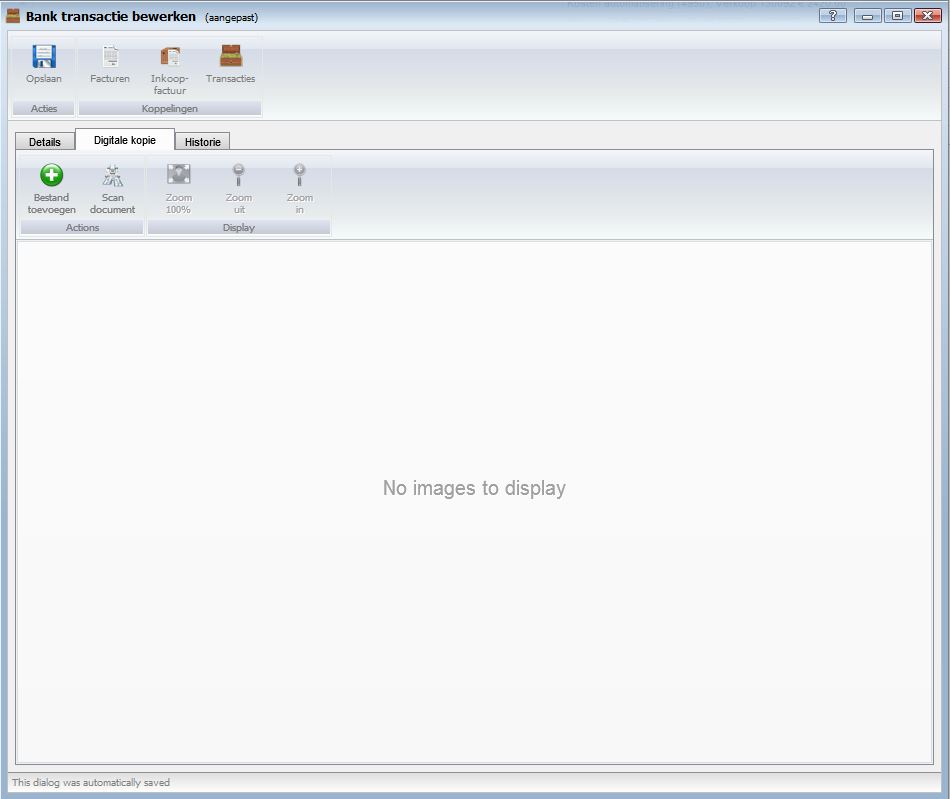 Bank transactie bewerken (aangepast)
Opslaan
Facturen
Inkoop-
factuur
Transacties
Acties
Koppelingen
Details
Digitale kopie
Historie
Bestand
toevoegen
Scan
document
Zoom
100%
Zoom
uit
Zoom
in
Actions
Display
No images to display
This dialog was automatically saved